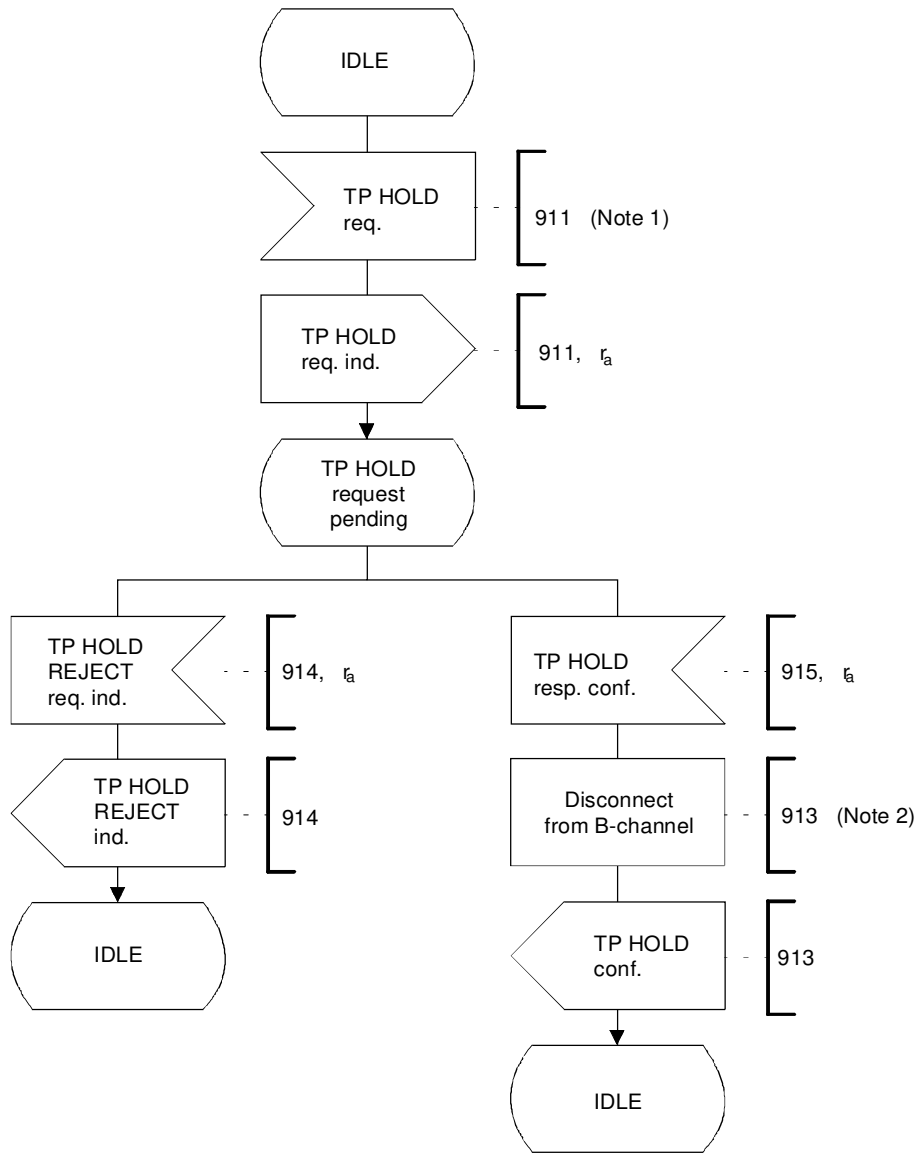 IDLE
TP HOLD
req.
911 (Note 1)
TP HOLD
req. ind.
911, ra
TP HOLD
request
pending
TP HOLD
REJECT
req. ind.
914, ra
TP HOLD
resp. conf.
915, ra
TP HOLD
REJECT
ind.
914
Disconnect
from B-channel
913 (Note 2)
IDLE
TP HOLD
conf.
913
IDLE